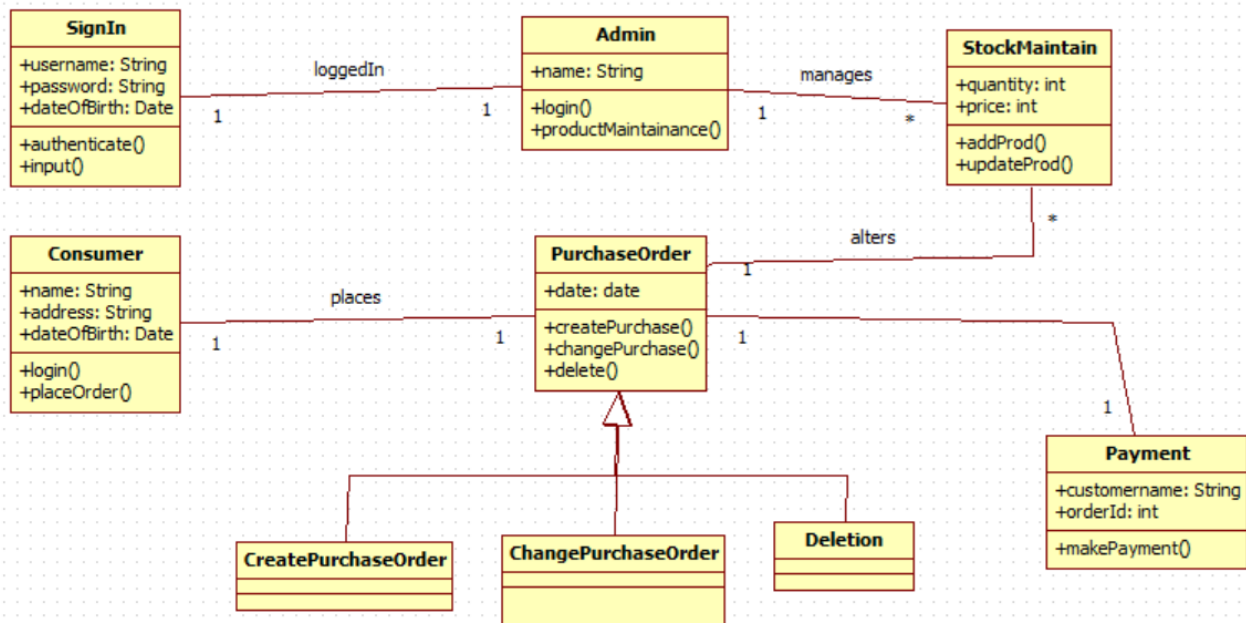 SignIn
+username: String
+password: String
+dateOfBirth: Date
+authenticate()
+input()
loggedIn
1
1
Admin
+name: String
+login()
+productMaintainance()
manages
1
*
StockMaintain
+quantity: int
+price: int
+addProd()
+updateProd()
*
alters
1
Consumer
+name: String
+address: String
+dateOfBirth: Date
+login()
+placeOrder()
places
1
1
PurchaseOrder
+date: date
+createPurchase()
+changePurchase()
+delete()
1
1
Payment
+customername: String
+orderId: int
+makePayment()
CreatePurchaseOrder
ChangePurchaseOrder
Deletion